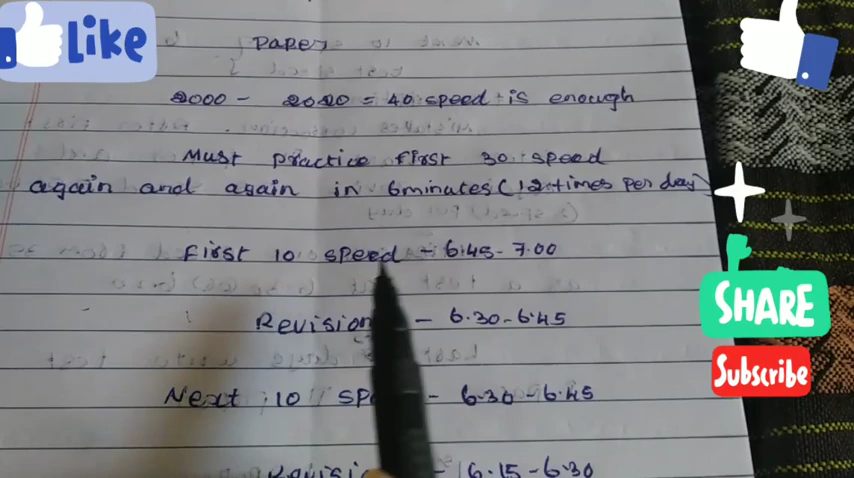 Like
Paper
2000 - 2020 = 40 speed is enough
Must practice first 30 speed
again and again in 6minutes (12 times per day)
First 10 speed - 6.45-7.00
Revision - 6.30-6.45
Next 10 - 6.30-6.45
- 6.15-6.30
SHARE
Subscribe